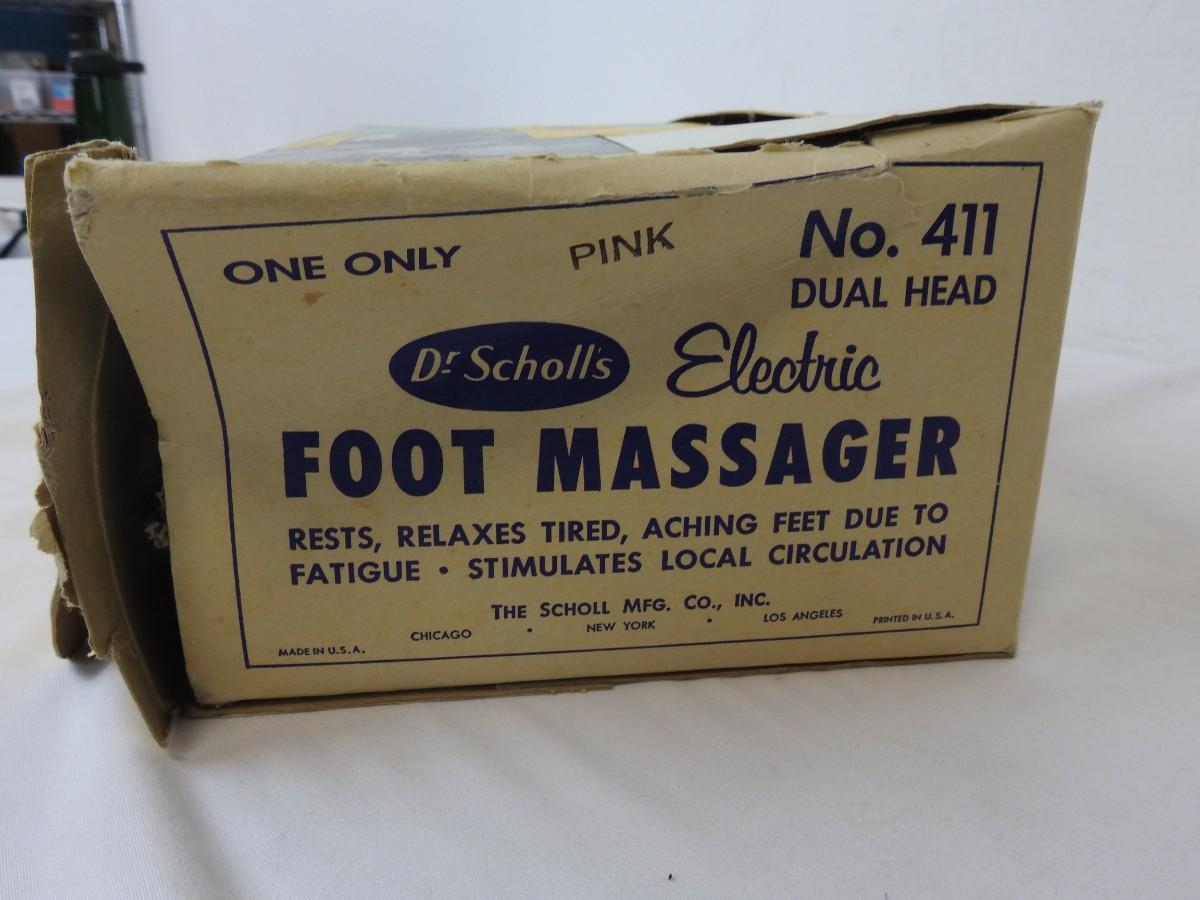 ONE ONLY PINK No. 411
DUAL HEAD
Dr Scholl's Electric
FOOT MASSAGER
RESTS, RELAXES TIRED, ACHING FEET DUE TO
FATIGUE • STIMULATES LOCAL CIRCULATION
THE SCHOLL MFG. CO., INC.
CHICAGO • NEW YORK • LOS ANGELES
MADE IN U.S.A. PRINTED IN U.S.A.